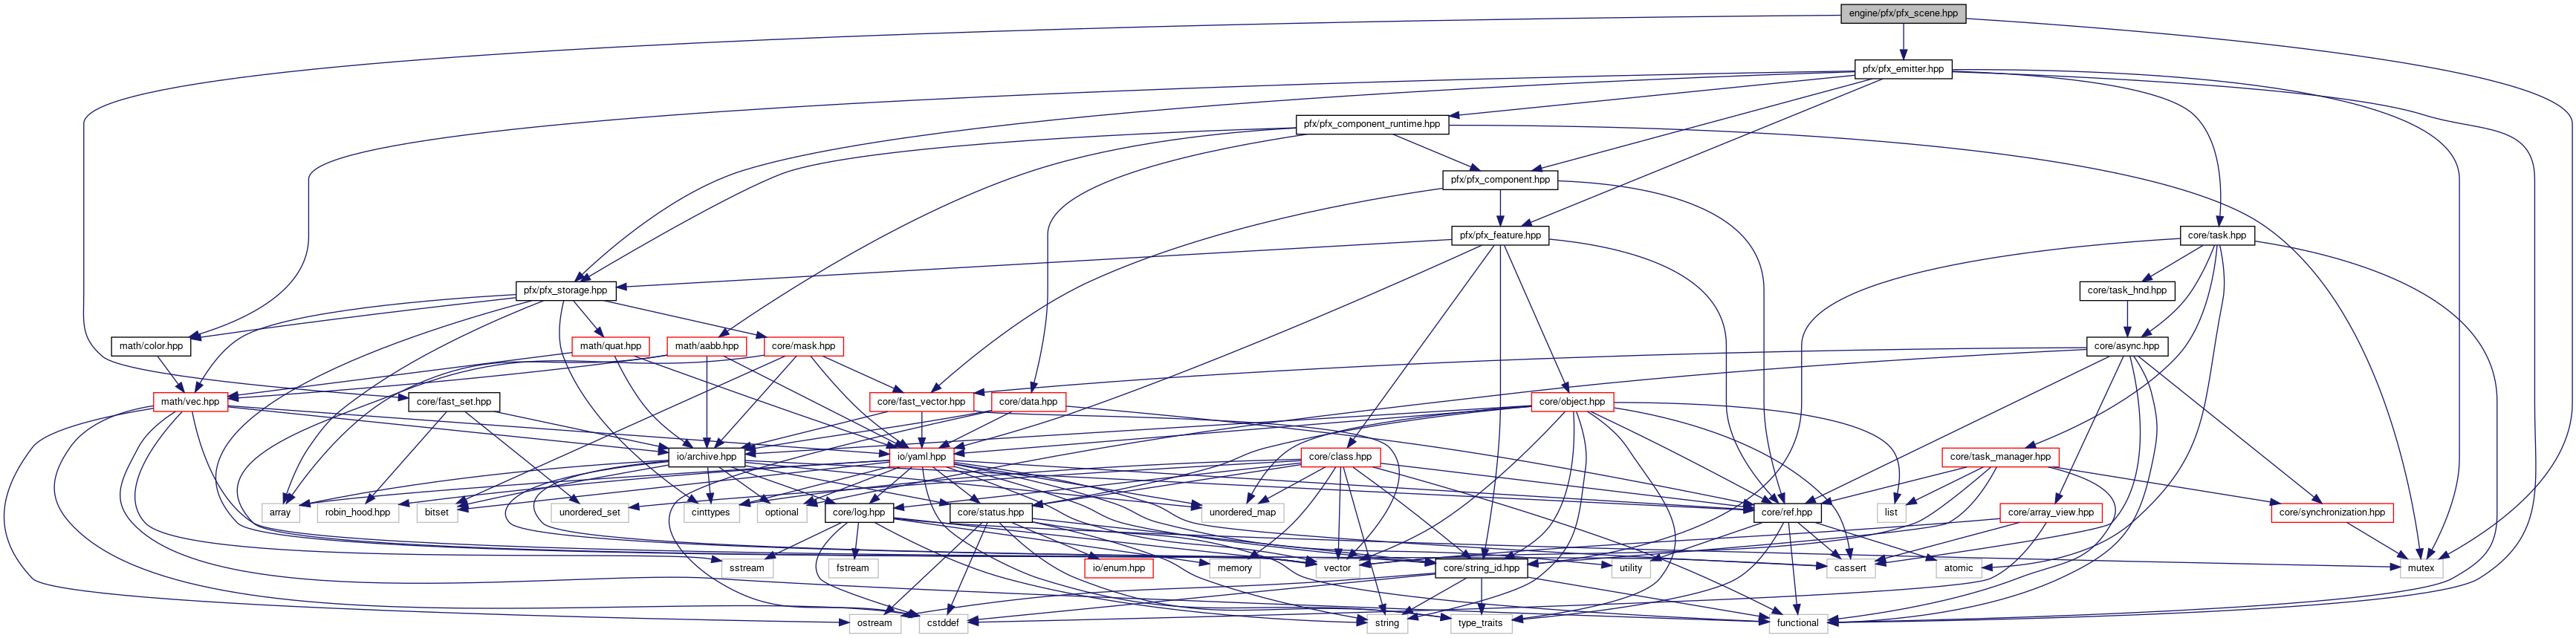 engine/pfx/pfx_scene.hpp
pfx/pfx_emitter.hpp
pfx/pfx_component_runtime.hpp
pfx/pfx_component.hpp
pfx/pfx_feature.hpp
core/task.hpp
pfx/pfx_storage.hpp
core/task_hnd.hpp
math/color.hpp
math/quat.hpp
math/aabb.hpp
core/mask.hpp
core/async.hpp
math/vec.hpp
core/fast_set.hpp
core/fast_vector.hpp
core/data.hpp
core/object.hpp
io/archive.hpp
io/yaml.hpp
core/class.hpp
core/task_manager.hpp
array
robin_hood.hpp
bitset
unordered_set
cinttypes
optional
core/log.hpp
core/status.hpp
unordered_map
core/ref.hpp
list
core/array_view.hpp
core/synchronization.hpp
sstream
fstream
io/enum.hpp
memory
vector
core/string_id.hpp
utility
cassert
atomic
mutex
ostream
cstddef
string
type_traits
functional